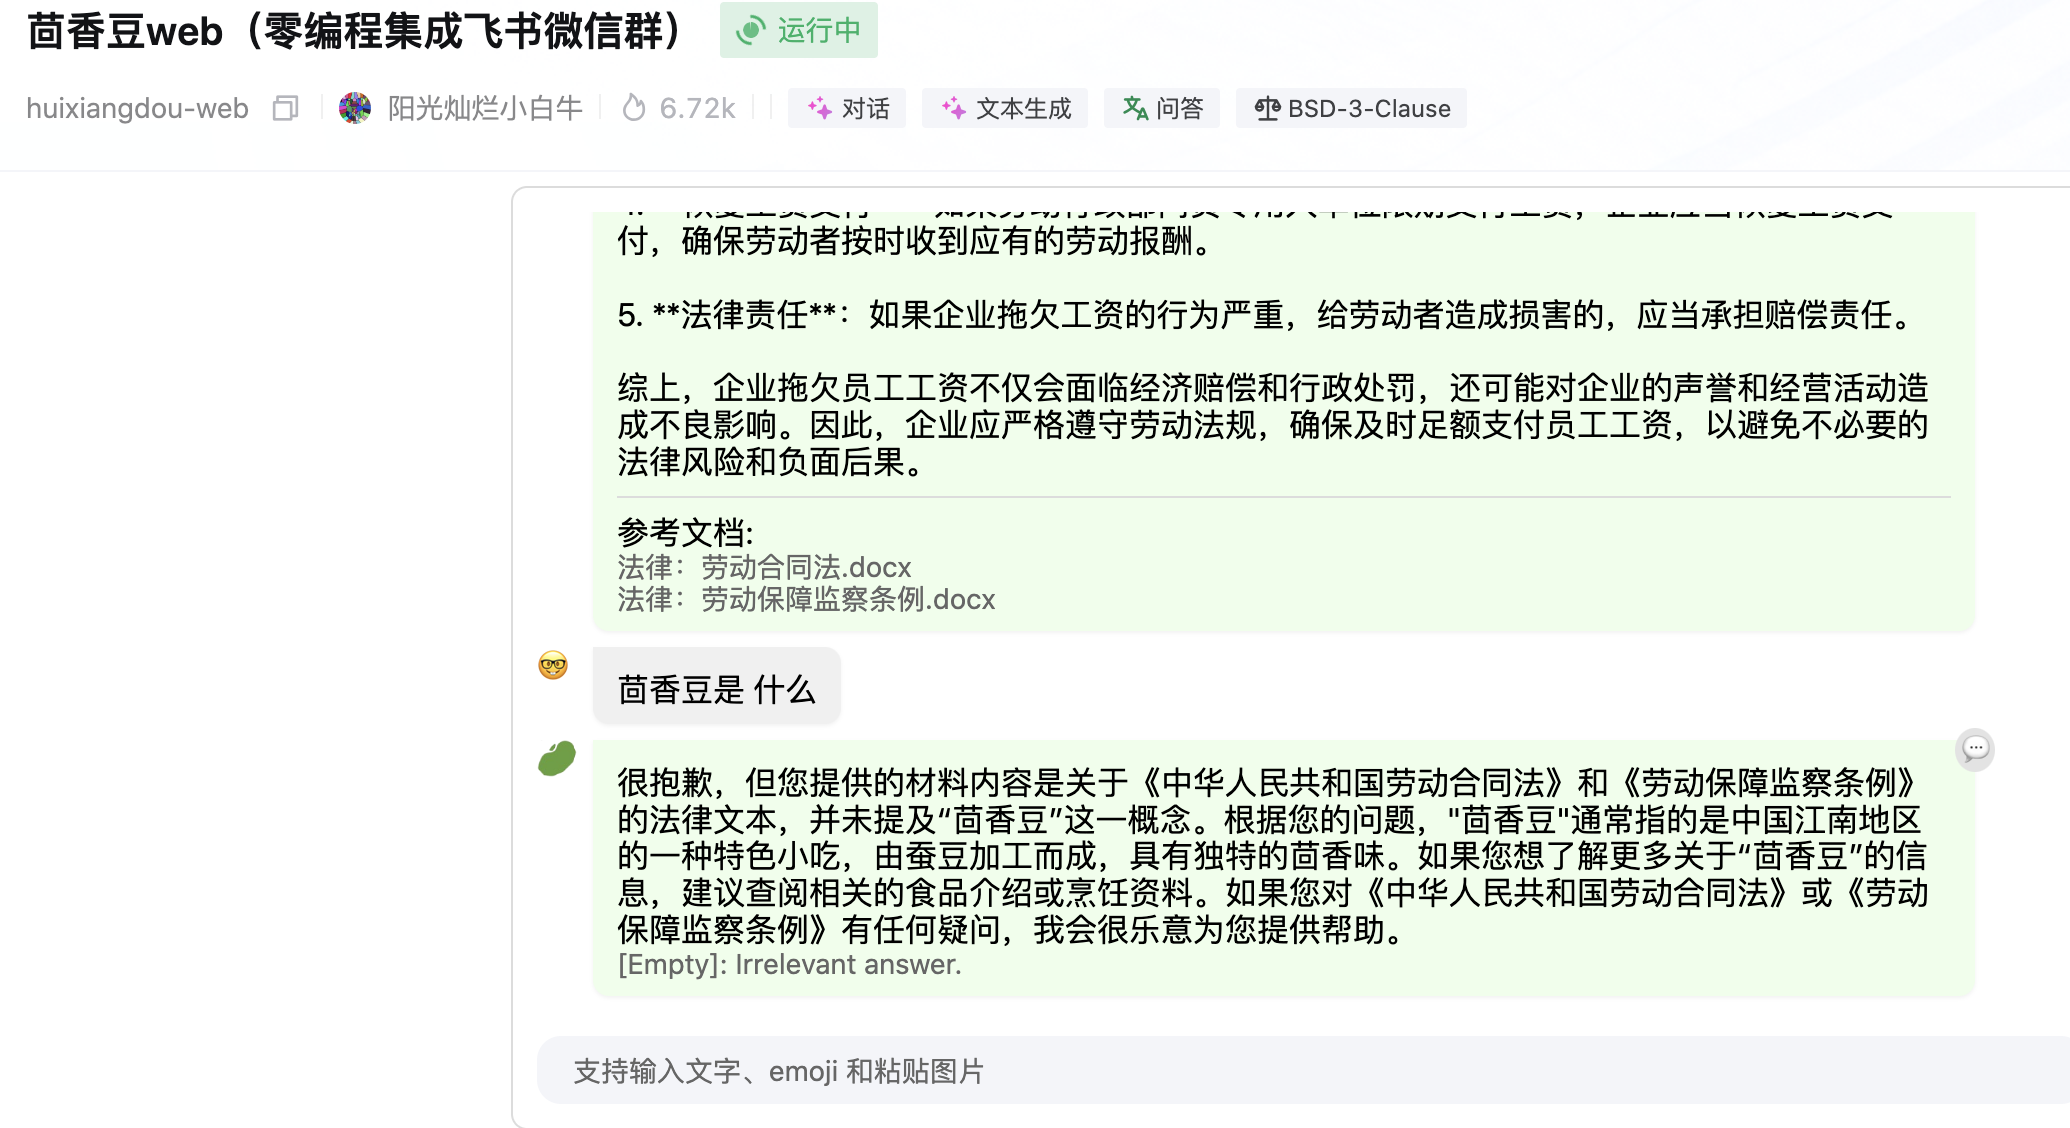 茴香豆web（零编程集成飞书微信群）
运行中
huixiangdou-web
阳光灿烂小白牛
6.72k
对话
文本生成
问答
BSD-3-Clause
付，确保劳动者按时收到应有的劳动报酬。
5. **法律责任**：如果企业拖欠工资的行为严重，给劳动者造成损害的，应当承担赔偿责任。
综上，企业拖欠员工工资不仅会面临经济赔偿和行政处罚，还可能对企业的声誉和经营活动造
成不良影响。因此，企业应严格遵守劳动法规，确保及时足额支付员工工资，以避免不必要的
法律风险和负面后果。
参考文档:
法律：劳动合同法.docx
法律：劳动保障监察条例.docx
茴香豆是 什么
很抱歉，但您提供的材料内容是关于《中华人民共和国劳动合同法》和《劳动保障监察条例》
的法律文本，并未提及“茴香豆”这一概念。根据您的问题，"茴香豆"通常指的是中国江南地区
的一种特色小吃，由蚕豆加工而成，具有独特的茴香味。如果您想了解更多关于“茴香豆”的信
息，建议查阅相关的食品介绍或烹饪资料。如果您对《中华人民共和国劳动合同法》或《劳动
保障监察条例》有任何疑问，我会很乐意为您提供帮助。
[Empty]: Irrelevant answer.
支持输入文字、emoji 和粘贴图片